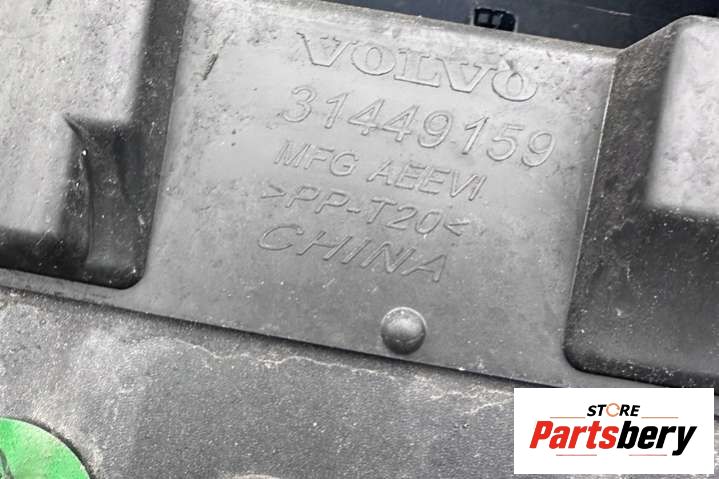 VOLVO
31449159
MFG AEEVI
>PP-T20<
CHINA
STORE
Partsbery